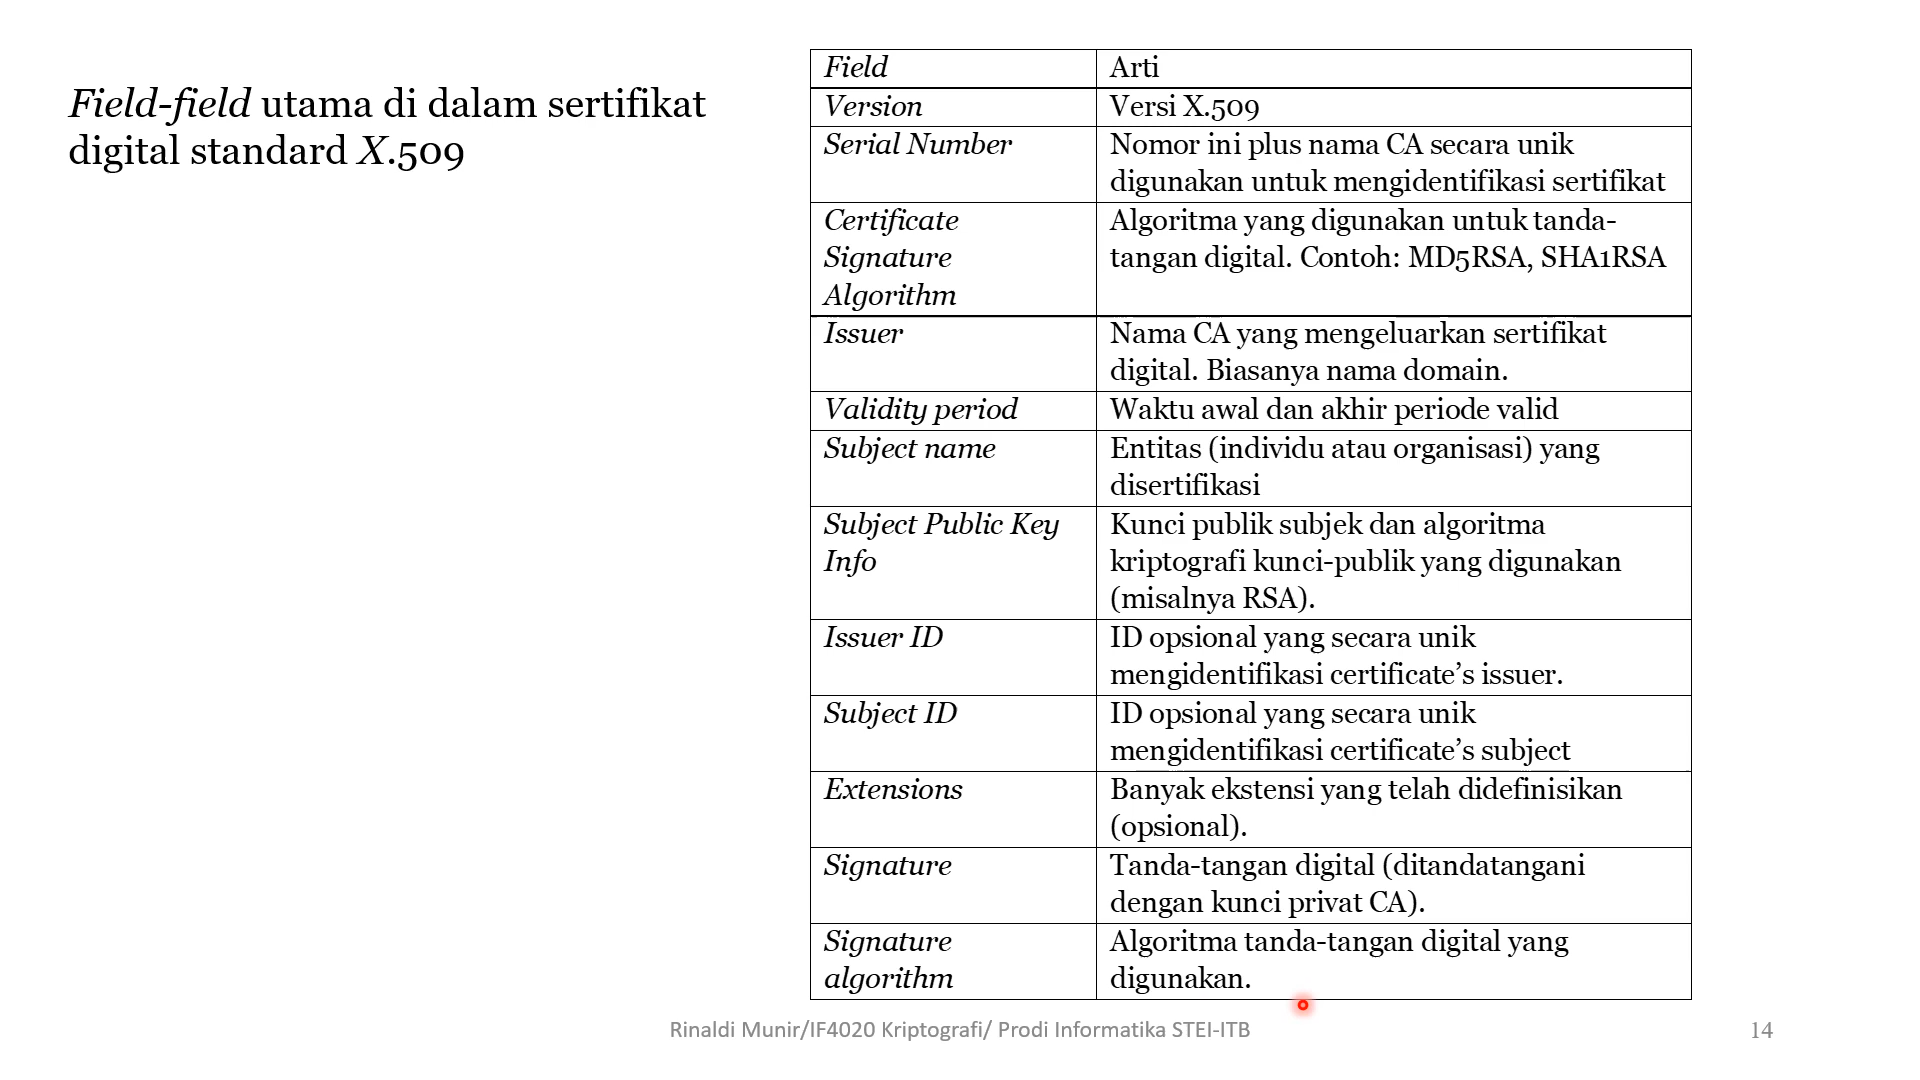 Field-field utama di dalam sertifikat
digital standard X.509
Field Arti
Version Versi X.509
Serial Number Nomor ini plus nama CA secara unik
digunakan untuk mengidentifikasi sertifikat
Certificate Algoritma yang digunakan untuk tanda-
Signature tangan digital. Contoh: MD5RSA, SHA1RSA
Algorithm
Issuer Nama CA yang mengeluarkan sertifikat
digital. Biasanya nama domain.
Validity period Waktu awal dan akhir periode valid
Subject name Entitas (individu atau organisasi) yang
disertifikasi
Subject Public Key Kunci publik subjek dan algoritma
Info kriptografi kunci-publik yang digunakan
(misalnya RSA).
Issuer ID ID opsional yang secara unik
mengidentifikasi certificate’s issuer.
Subject ID ID opsional yang secara unik
mengidentifikasi certificate’s subject
Extensions Banyak ekstensi yang telah didefinisikan
(opsional).
Signature Tanda-tangan digital (ditandatangani
dengan kunci privat CA).
Signature Algoritma tanda-tangan digital yang
algorithm digunakan.
Rinaldi Munir/IF4020 Kriptografi/ Prodi Informatika STEI-ITB 14